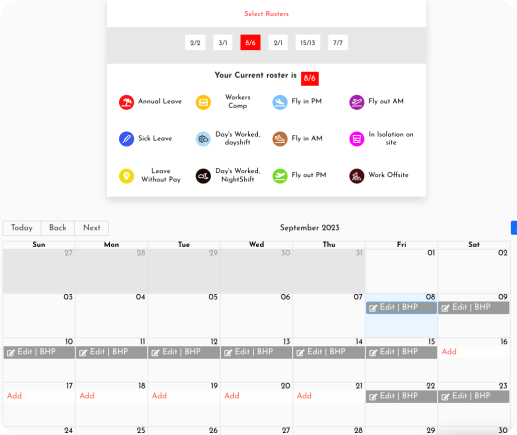 Select Rosters
2/2 3/1 8/6 2/1 15/13 7/7
Your Current roster is 8/6
Annual Leave
Workers
Comp
Fly in PM
Fly out AM
Sick Leave
Day's Worked,
dayshift
Fly in AM
In Isolation on
site
Leave
Without Pay
Day's Worked,
NightShift
Fly out PM
Work Offsite
Today Back Next
September 2023
Sun Mon Tue Wed Thu Fri Sat
27 28 29 30 31 01 02
03 04 05 06 07 08 09
Edit | BHP Edit | BHP
10 11 12 13 14 15 16
Edit | BHP Edit | BHP Edit | BHP Edit | BHP Edit | BHP Edit | BHP Add
17 18 19 20 21 22 23
Add Add Add Add Add Edit | BHP Edit | BHP
24 25 26 27 28 29 30